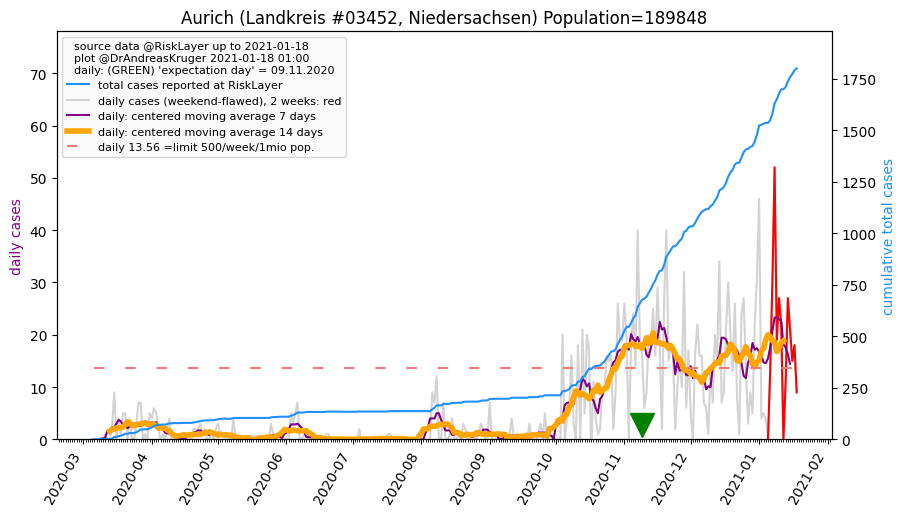 Aurich (Landkreis #03452, Niedersachsen) Population=189848
source data @RiskLayer up to 2021-01-18
plot @DrAndreasKruger 2021-01-18 01:00
daily: (GREEN) 'expectation day' = 09.11.2020
total cases reported at RiskLayer
daily cases (weekend-flawed), 2 weeks: red
daily: centered moving average 7 days
daily: centered moving average 14 days
daily 13.56 =limit 500/week/1mio pop.
daily cases
70
60
50
40
30
20
10
0
cumulative total cases
1750
1500
1250
1000
750
500
250
0
2020-03
2020-04
2020-05
2020-06
2020-07
2020-08
2020-09
2020-10
2020-11
2020-12
2021-01
2021-02